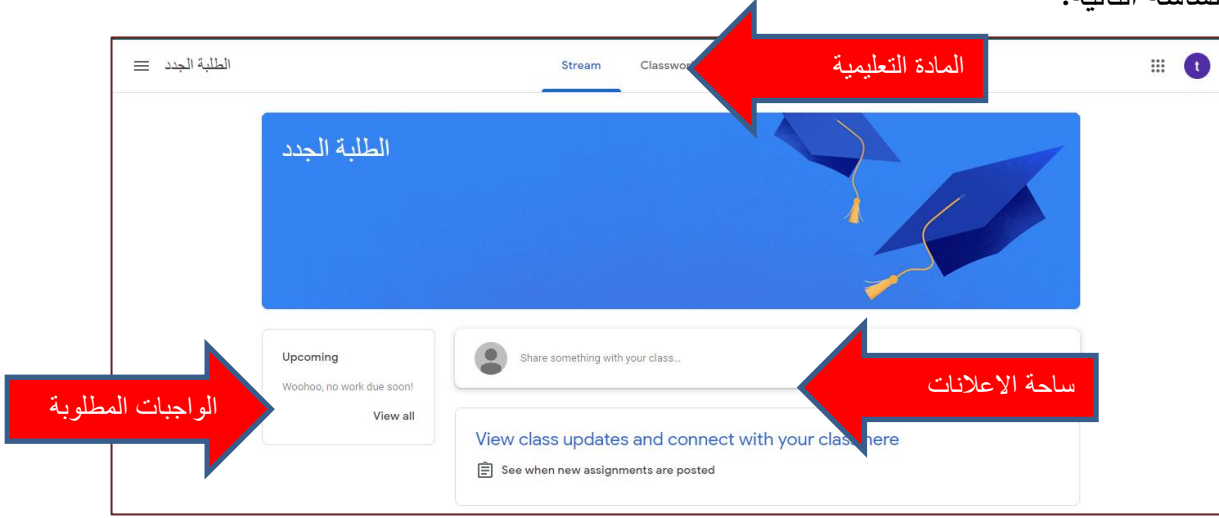 الطلبة الجدد
Stream
المادة التعليمية
t
الطلبة الجدد
Upcoming
Woohoo, no work due soon!
View all
الواجبات المطلوبة
Share something with your class...
ساحة الاعلانات
View class updates and connect with your class here
See when new assignments are posted